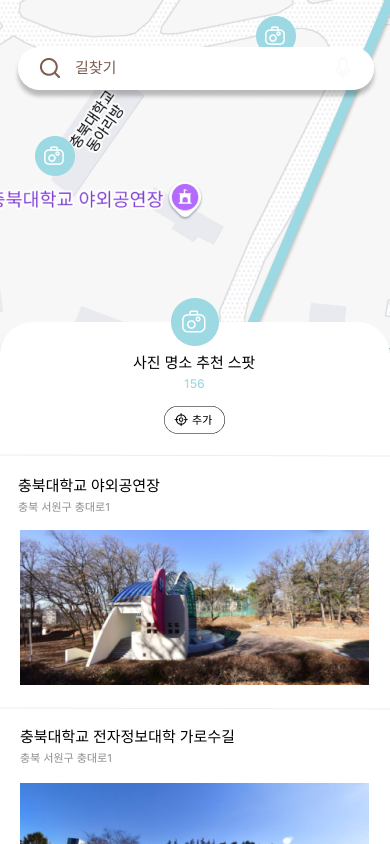 길찾기
충북대학교
동아리방
충북대학교 야외공연장
사진 명소 추천 스팟
156
추가
충북대학교 야외공연장
충북 서원구 충대로1
충북대학교 전자정보대학 가로수길
충북 서원구 충대로1